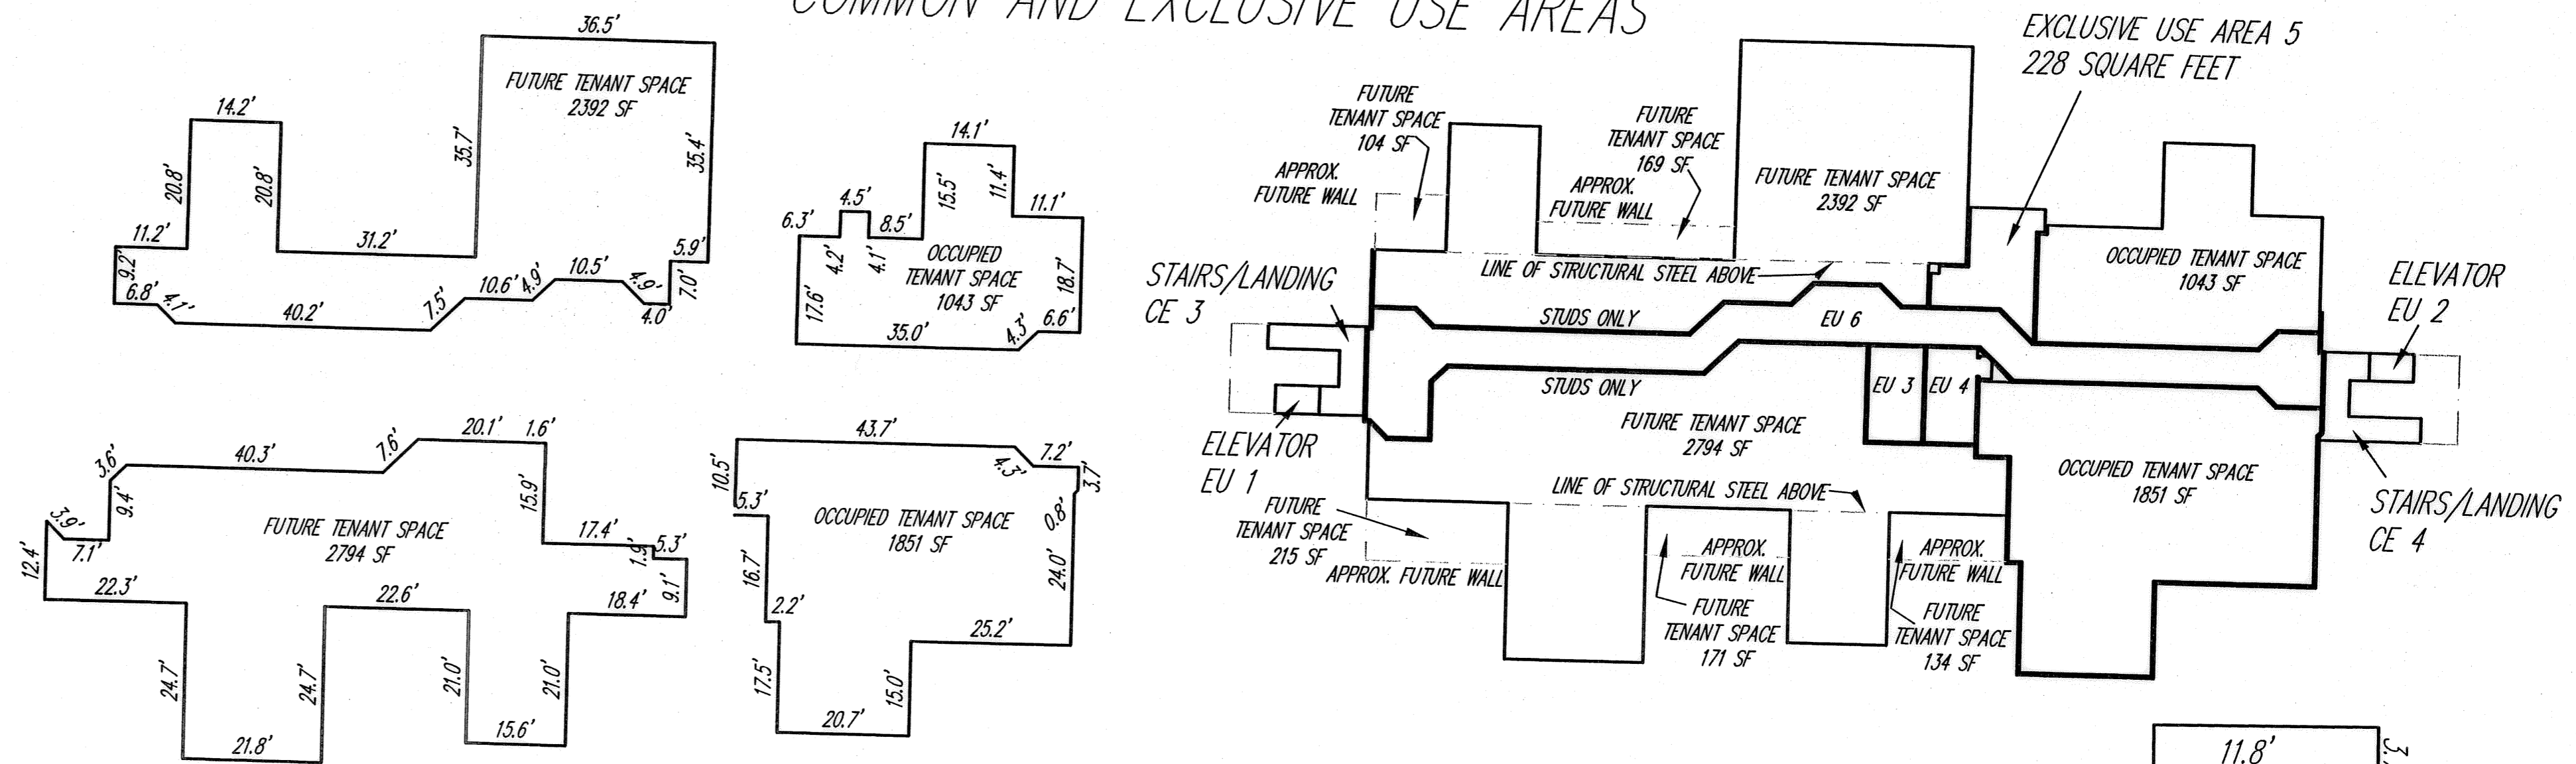 COMMON AND EXCLUSIVE USE AREAS
36.5'
FUTURE TENANT SPACE
2392 SF
14.2'
35.7'
35.4'
20.8'
20.8'
11.2'
31.2'
5.9'
9.2'
6.8'
4.1'
40.2'
7.5'
10.6'
4.9'
10.5'
4.9'
4.0'
7.0'
14.1'
15.5'
11.4'
4.5'
11.1'
6.3'
8.5'
4.2'
4.1'
OCCUPIED
TENANT SPACE
1043 SF
17.6'
18.7'
35.0'
4.3'
6.6'
20.1'
1.6'
7.6'
40.3'
3.6'
9.4'
15.9'
3.9'
7.1'
12.4'
FUTURE TENANT SPACE
2794 SF
17.4'
5.3'
1.9'
9.1'
22.3'
22.6'
18.4'
24.7'
24.7'
21.0'
21.0'
21.8'
15.6'
43.7'
7.2'
4.3'
3.7'
10.5'
5.3'
0.8'
OCCUPIED TENANT SPACE
1851 SF
16.7'
24.0'
2.2'
25.2'
17.5'
15.0'
20.7'
EXCLUSIVE USE AREA 5
228 SQUARE FEET
FUTURE
TENANT SPACE
104 SF
APPROX.
FUTURE WALL
FUTURE
TENANT SPACE
169 SF
APPROX.
FUTURE WALL
FUTURE TENANT SPACE
2392 SF
LINE OF STRUCTURAL STEEL ABOVE
OCCUPIED TENANT SPACE
1043 SF
STAIRS/LANDING
CE 3
ELEVATOR
EU 2
STUDS ONLY
EU 6
STUDS ONLY
EU 3
EU 4
FUTURE TENANT SPACE
2794 SF
ELEVATOR
EU 1
OCCUPIED TENANT SPACE
1851 SF
LINE OF STRUCTURAL STEEL ABOVE
STAIRS/LANDING
CE 4
FUTURE
TENANT SPACE
215 SF
APPROX. FUTURE WALL
APPROX.
FUTURE WALL
APPROX.
FUTURE WALL
FUTURE
TENANT SPACE
171 SF
FUTURE
TENANT SPACE
134 SF
11.8'